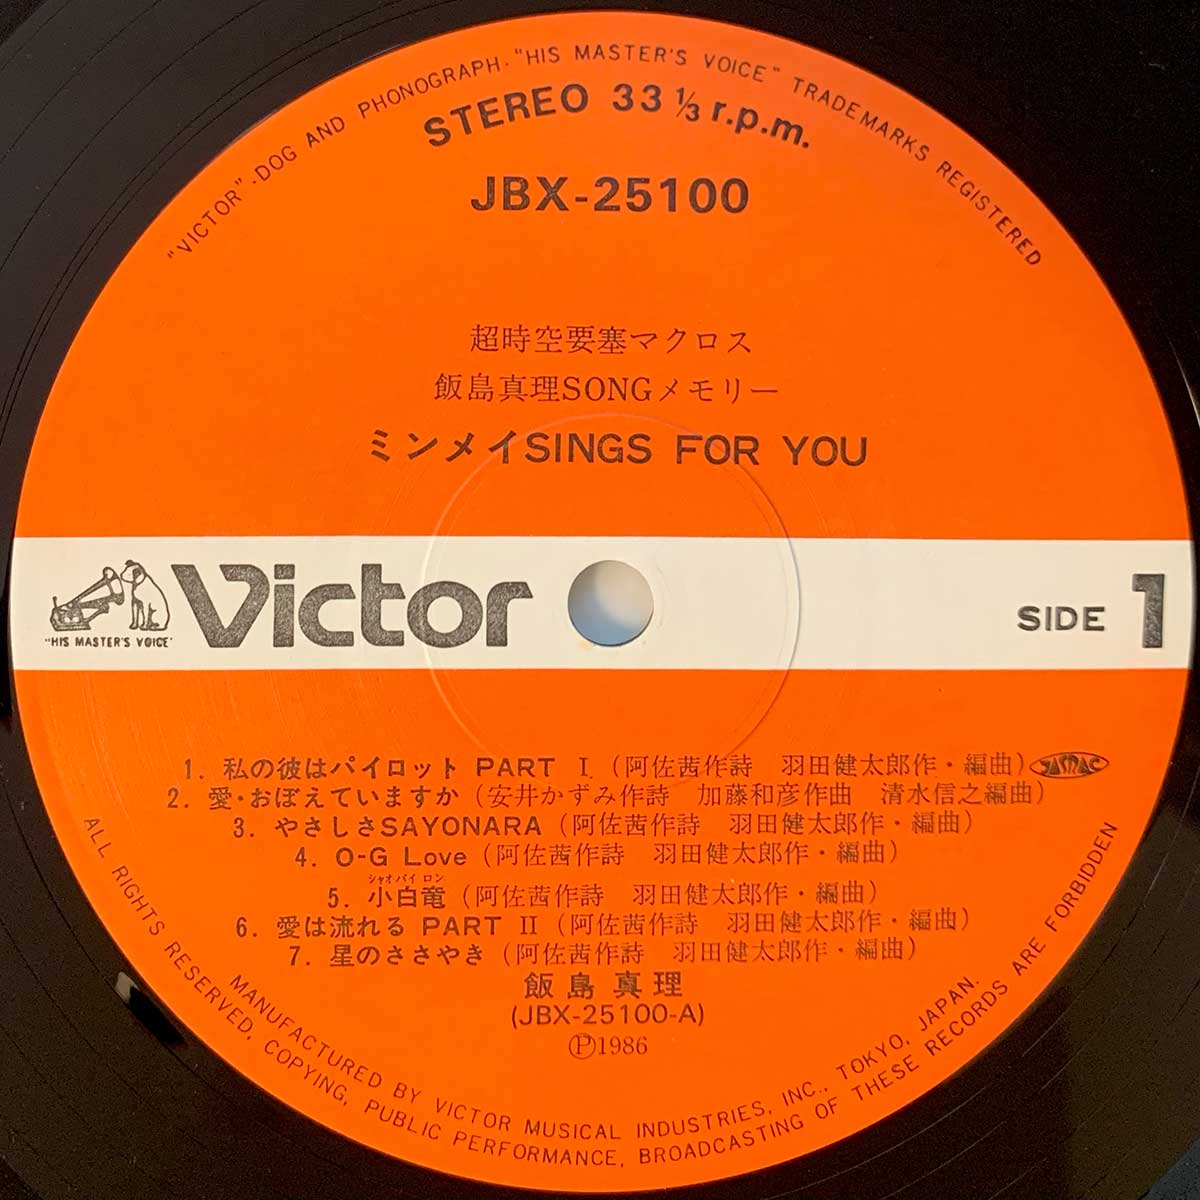 "VICTOR"·DOG AND PHONOGRAPH·"HIS MASTER'S VOICE" TRADEMARKS REGISTERED
STEREO 33 1/3 r.p.m.
JBX-25100
超時空要塞マクロス
飯島真理SONGメモリー
ミンメイSINGS FOR YOU
Victor
"HIS MASTER'S VOICE"
SIDE 1
1. 私の彼はパイロット PART I (阿佐茜作詩 羽田健太郎作・編曲) JASRAC
2. 愛・おぼえていますか (安井かずみ作詩 加藤和彦作曲 清水信之編曲)
3. やさしさSAYONARA (阿佐茜作詩 羽田健太郎作・編曲)
4. O-G Love (阿佐茜作詩 羽田健太郎作・編曲)
シャオパイロン
5. 小白竜 (阿佐茜作詩 羽田健太郎作・編曲)
6. 愛は流れる PART II (阿佐茜作詩 羽田健太郎作・編曲)
7. 星のささやき (阿佐茜作詩 羽田健太郎作・編曲)
飯島真理
(JBX-25100-A)
Ⓟ1986
MANUFACTURED BY VICTOR MUSICAL INDUSTRIES, INC., TOKYO, JAPAN.
ALL RIGHTS RESERVED, COPYING, PUBLIC PERFORMANCE, BROADCASTING OF THESE RECORDS ARE FORBIDDEN